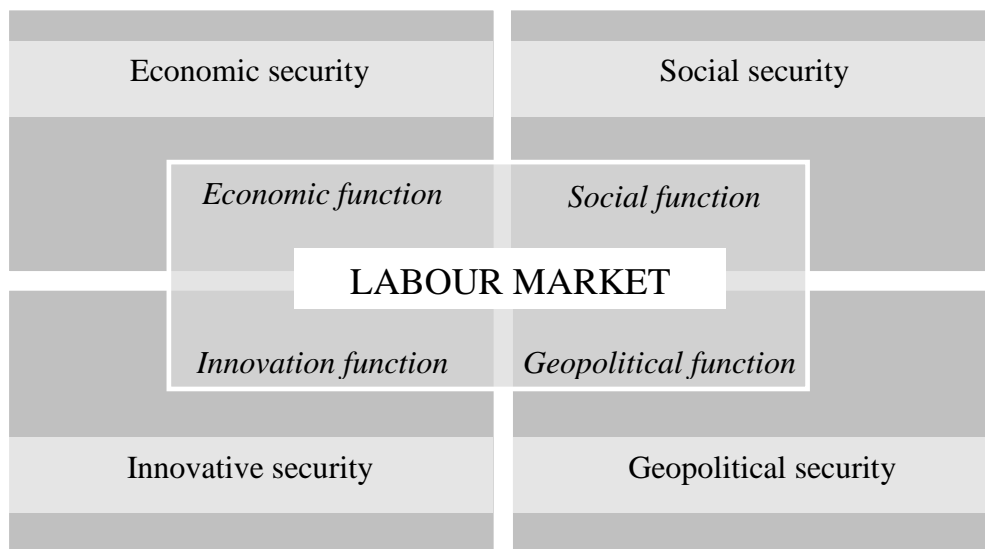 Economic security
Social security
Economic function
Social function
LABOUR MARKET
Innovation function
Geopolitical function
Innovative security
Geopolitical security